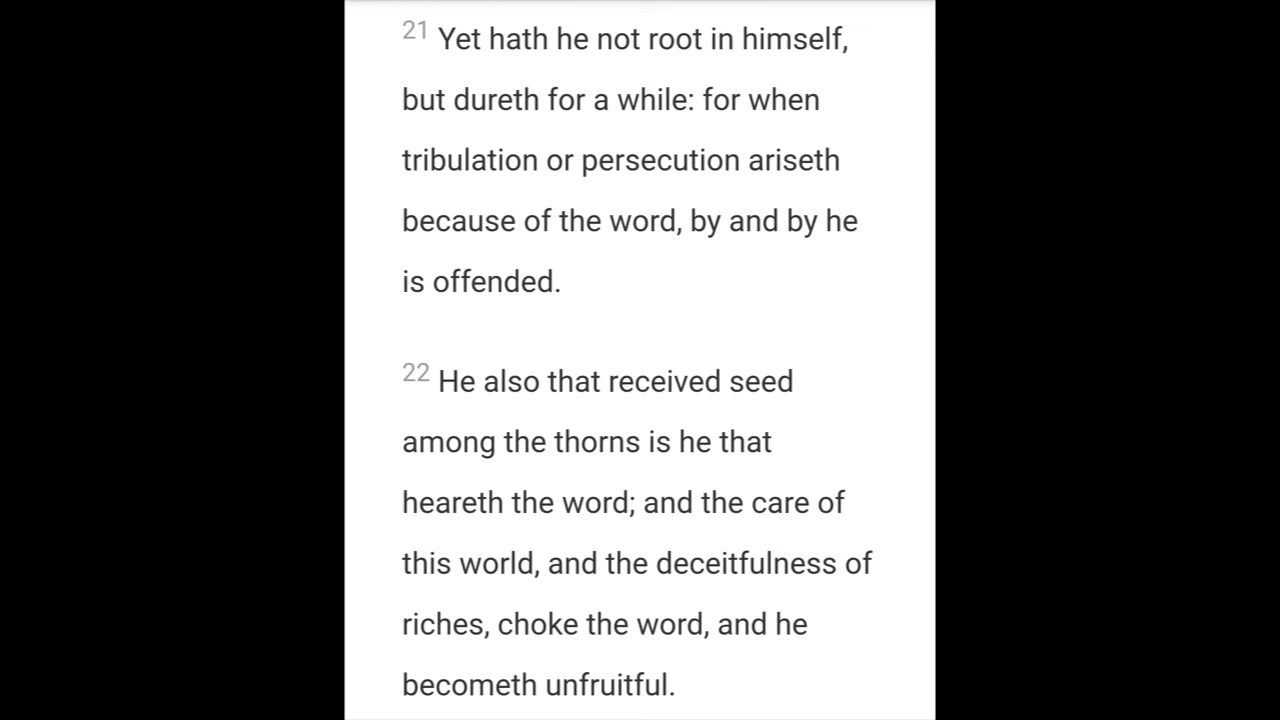 21 Yet hath he not root in himself,
but dureth for a while: for when
tribulation or persecution ariseth
because of the word, by and by he
is offended.
22 He also that received seed
among the thorns is he that
heareth the word; and the care of
this world, and the deceitfulness of
riches, choke the word, and he
becometh unfruitful.